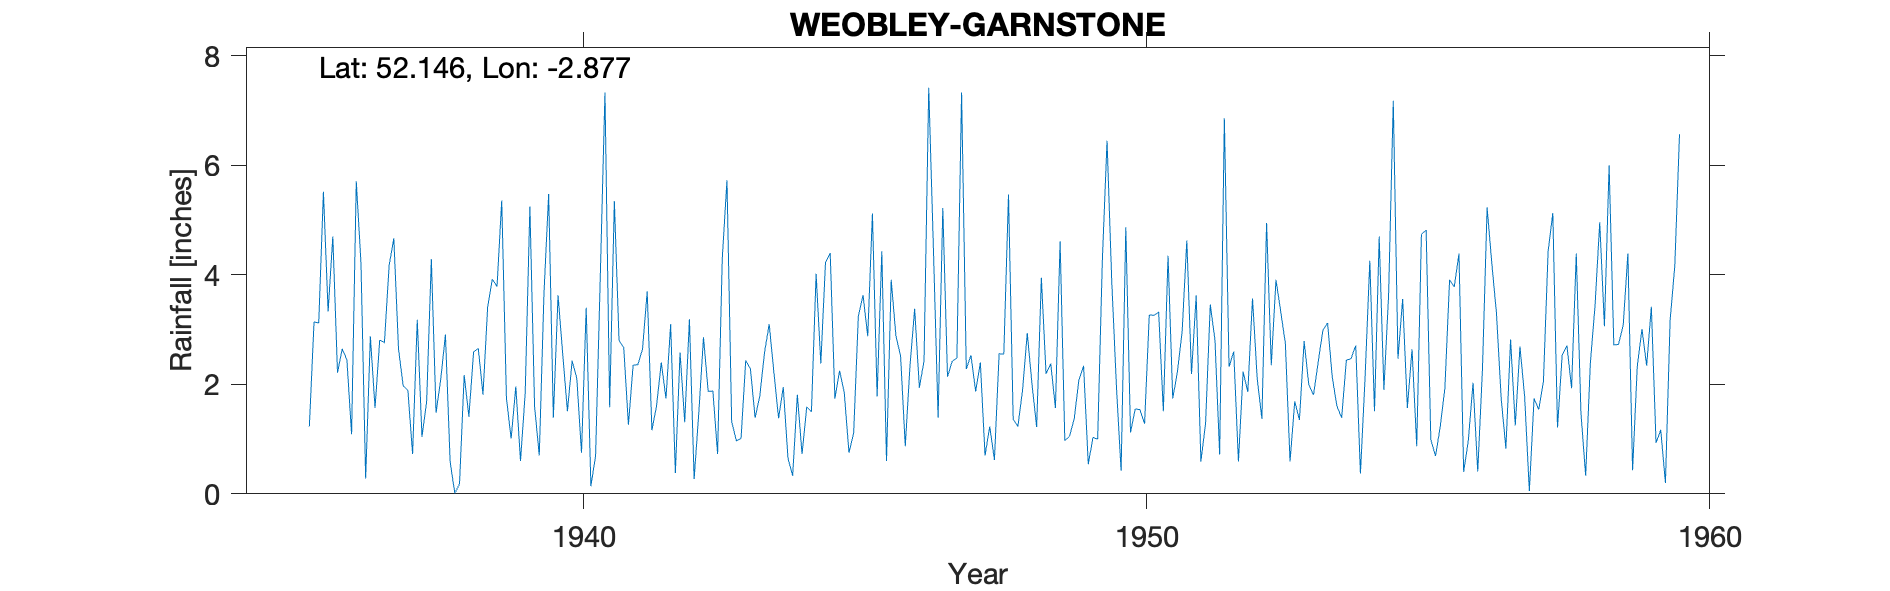 WEOBLEY-GARNSTONE
Lat: 52.146, Lon: -2.877
8
6
4
2
0
Rainfall [inches]
1940 1950 1960
Year